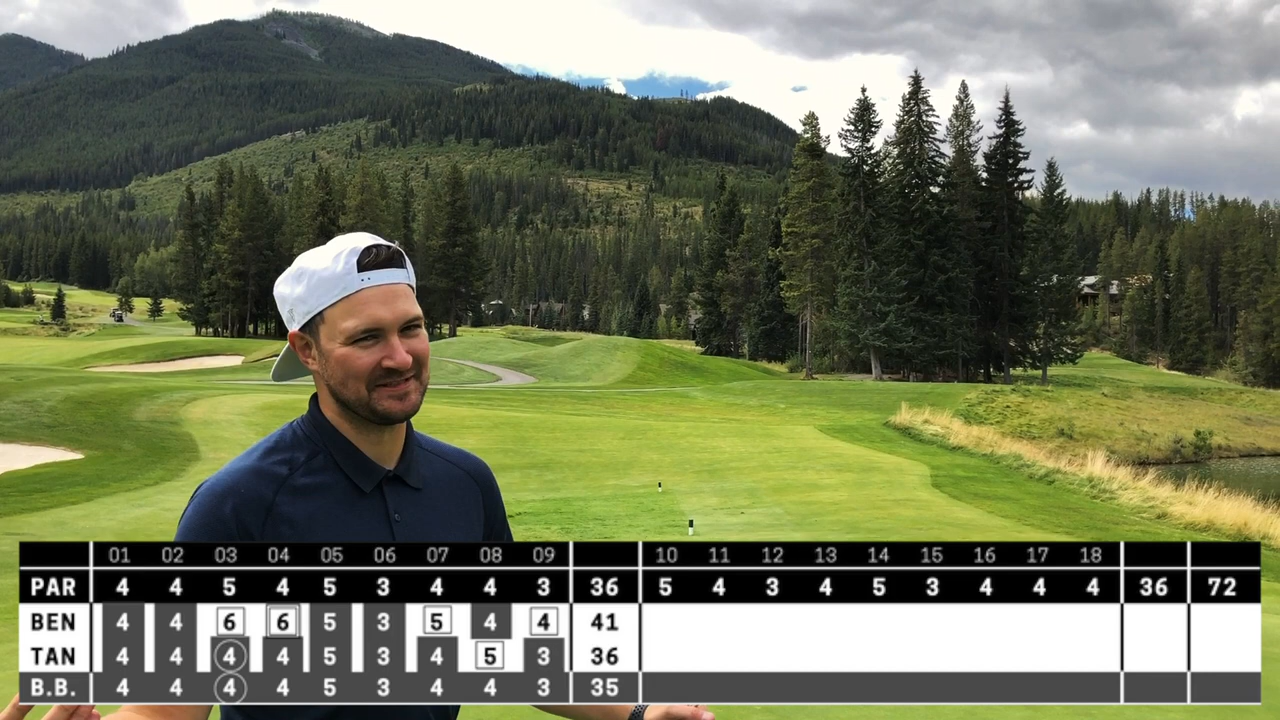 01 02 03 04 05 06 07 08 09 10 11 12 13 14 15 16 17 18
PAR 4 4 5 4 5 3 4 4 3 36 5 4 3 4 5 3 4 4 4 36 72
BEN 4 4 6 6 5 3 5 4 4 41
TAN 4 4 4 4 5 3 4 5 3 36
B.B. 4 4 4 4 5 3 4 4 3 35